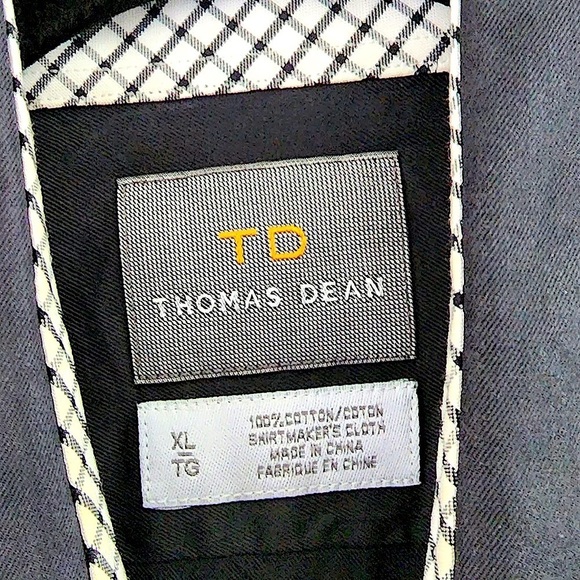 TD
THOMAS DEAN
XL
TG
100% COTTON/COTON
SHIRTMAKER'S CLOTH
MADE IN CHINA
FABRIQUE EN CHINE